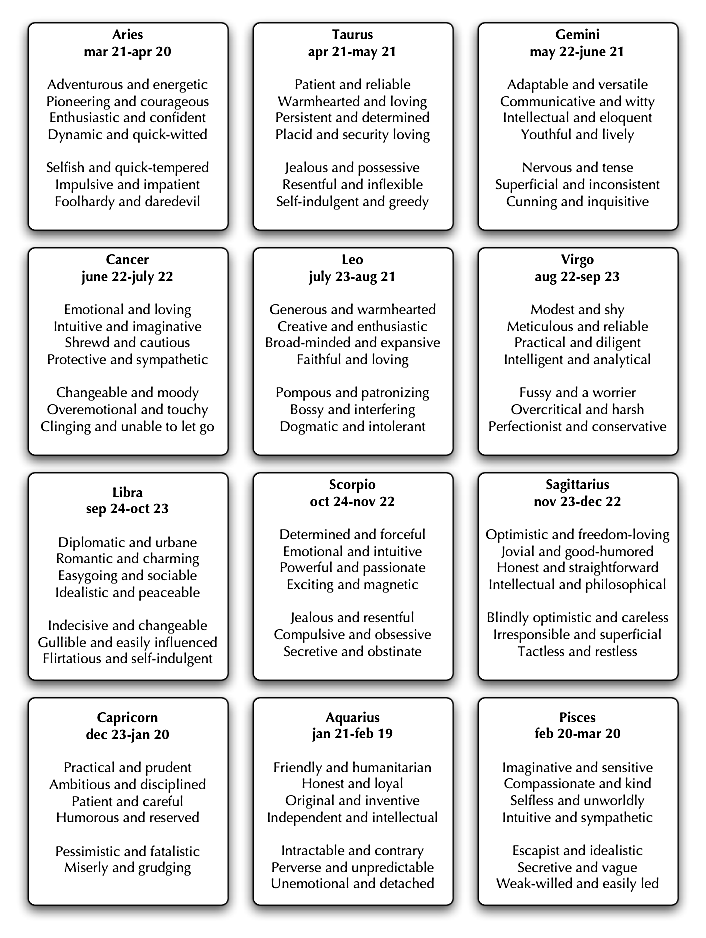 Aries
mar 21-apr 20
Adventurous and energetic
Pioneering and courageous
Enthusiastic and confident
Dynamic and quick-witted
Selfish and quick-tempered
Impulsive and impatient
Foolhardy and daredevil
Taurus
apr 21-may 21
Patient and reliable
Warmhearted and loving
Persistent and determined
Placid and security loving
Jealous and possessive
Resentful and inflexible
Self-indulgent and greedy
Gemini
may 22-june 21
Adaptable and versatile
Communicative and witty
Intellectual and eloquent
Youthful and lively
Nervous and tense
Superficial and inconsistent
Cunning and inquisitive
Cancer
june 22-july 22
Emotional and loving
Intuitive and imaginative
Shrewd and cautious
Protective and sympathetic
Changeable and moody
Overemotional and touchy
Clinging and unable to let go
Leo
july 23-aug 21
Generous and warmhearted
Creative and enthusiastic
Broad-minded and expansive
Faithful and loving
Pompous and patronizing
Bossy and interfering
Dogmatic and intolerant
Virgo
aug 22-sep 23
Modest and shy
Meticulous and reliable
Practical and diligent
Intelligent and analytical
Fussy and a worrier
Overcritical and harsh
Perfectionist and conservative
Libra
sep 24-oct 23
Diplomatic and urbane
Romantic and charming
Easygoing and sociable
Idealistic and peaceable
Indecisive and changeable
Gullible and easily influenced
Flirtatious and self-indulgent
Scorpio
oct 24-nov 22
Determined and forceful
Emotional and intuitive
Powerful and passionate
Exciting and magnetic
Jealous and resentful
Compulsive and obsessive
Secretive and obstinate
Sagittarius
nov 23-dec 22
Optimistic and freedom-loving
Jovial and good-humored
Honest and straightforward
Intellectual and philosophical
Blindly optimistic and careless
Irresponsible and superficial
Tactless and restless
Capricorn
dec 23-jan 20
Practical and prudent
Ambitious and disciplined
Patient and careful
Humorous and reserved
Pessimistic and fatalistic
Miserly and grudging
Aquarius
jan 21-feb 19
Friendly and humanitarian
Honest and loyal
Original and inventive
Independent and intellectual
Intractable and contrary
Perverse and unpredictable
Unemotional and detached
Pisces
feb 20-mar 20
Imaginative and sensitive
Compassionate and kind
Selfless and unworldly
Intuitive and sympathetic
Escapist and idealistic
Secretive and vague
Weak-willed and easily led